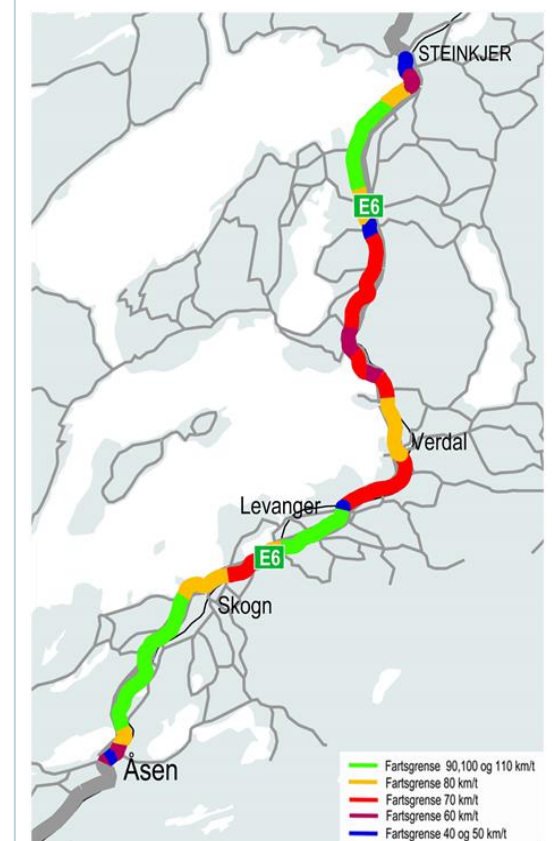 STEINKJER
E6
Verdal
Levanger
E6
Skogn
Åsen
Fartsgrense 90,100 og 110 km/t
Fartsgrense 80 km/t
Fartsgrense 70 km/t
Fartsgrense 60 km/t
Fartsgrense 40 og 50 km/t